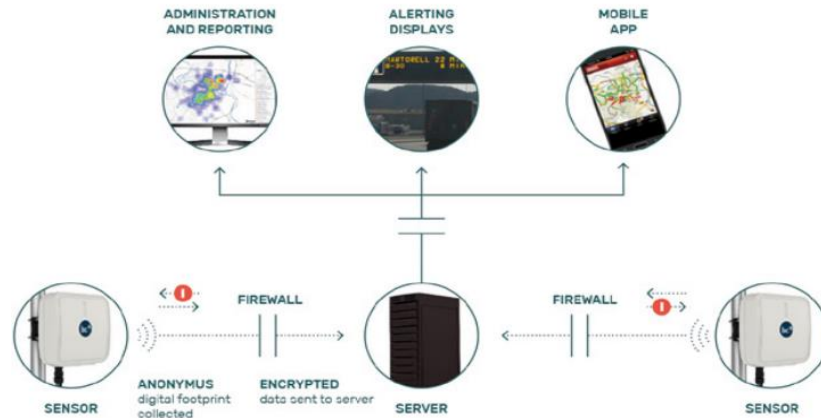 ADMINISTRATION
AND REPORTING
ALERTING
DISPLAYS
MOBILE
APP
FIREWALL
FIREWALL
ANONYMUS
digital footprint
collected
ENCRYPTED
data sent to server
SENSOR
SERVER
SENSOR